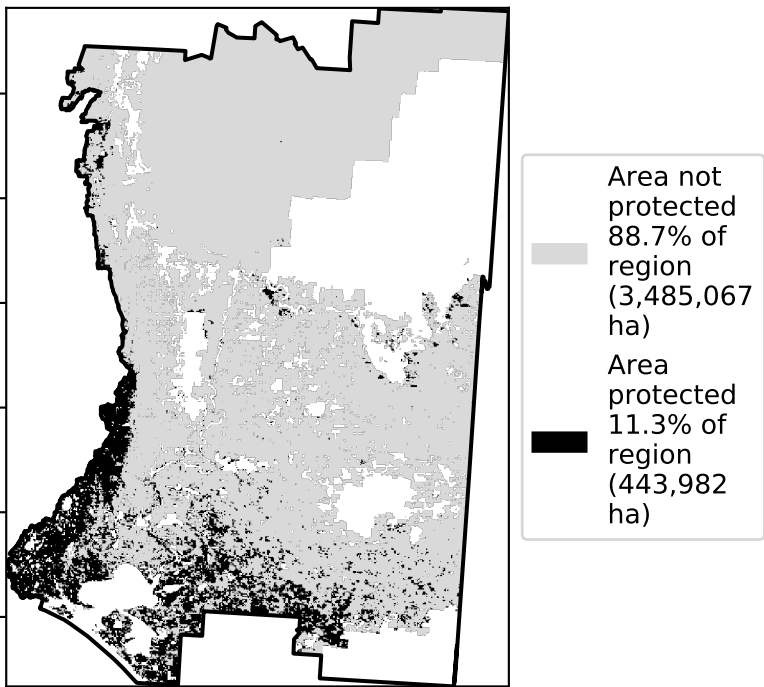 Area not
protected
88.7% of
region
(3,485,067
ha)
Area
protected
11.3% of
region
(443,982
ha)